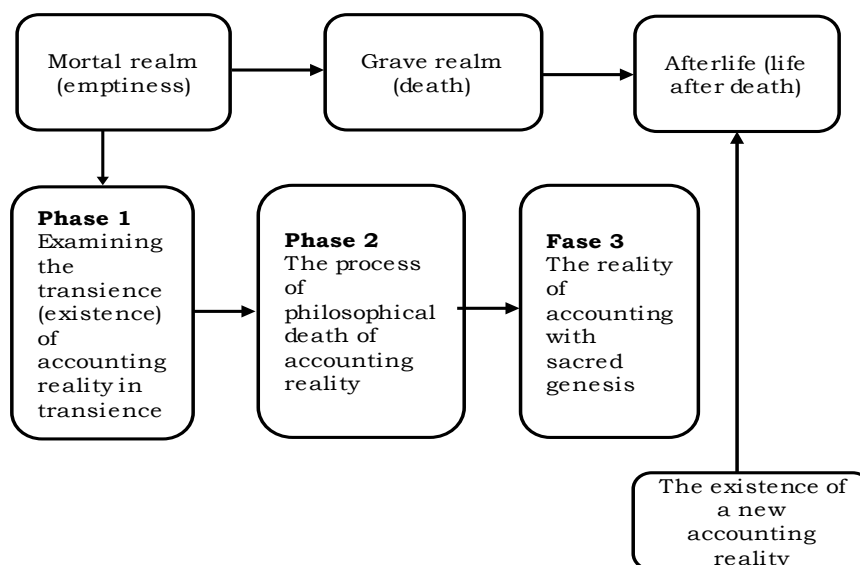 Mortal realm
(emptiness)
Grave realm
(death)
Afterlife (life
after death)
Phase 1
Examining
the
transience
(existence)
of
accounting
reality in
transience
Phase 2
The process
of
philosophical
death of
accounting
reality
Fase 3
The reality
of
accounting
with
sacred
genesis
The existence of
a new
accounting
reality